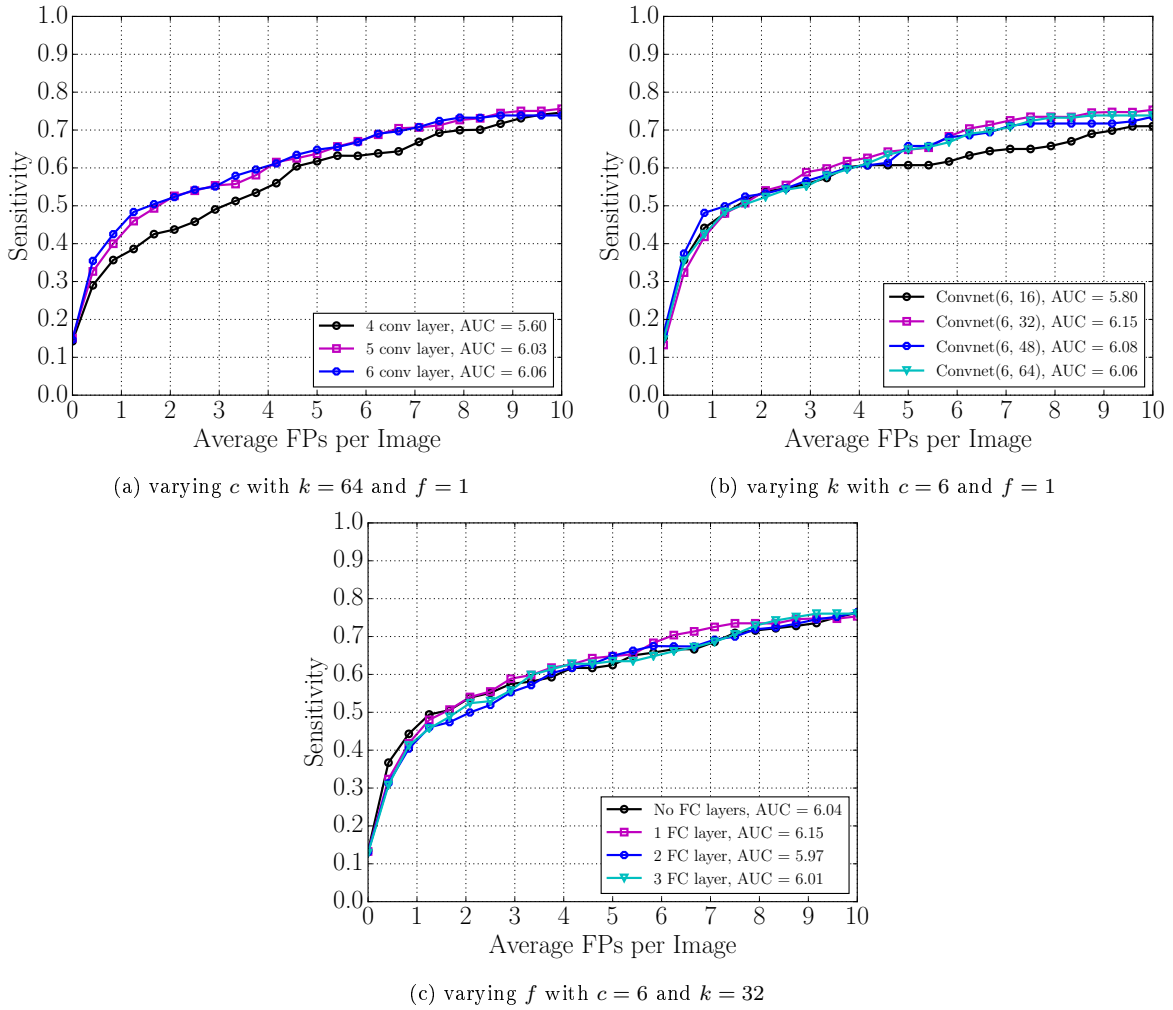 1.0
0.9
0.8
0.7
0.6
0.5
0.4
0.3
0.2
0.1
0.0
Sensitivity
0 1 2 3 4 5 6 7 8 9 10
Average FPs per Image
4 conv layer, AUC = 5.60
5 conv layer, AUC = 6.03
6 conv layer, AUC = 6.06
(a) varying c with k = 64 and f = 1
1.0
0.9
0.8
0.7
0.6
0.5
0.4
0.3
0.2
0.1
0.0
Sensitivity
0 1 2 3 4 5 6 7 8 9 10
Average FPs per Image
Convnet(6, 16), AUC = 5.80
Convnet(6, 32), AUC = 6.15
Convnet(6, 48), AUC = 6.08
Convnet(6, 64), AUC = 6.06
(b) varying k with c = 6 and f = 1
1.0
0.9
0.8
0.7
0.6
0.5
0.4
0.3
0.2
0.1
0.0
Sensitivity
0 1 2 3 4 5 6 7 8 9 10
Average FPs per Image
No FC layers, AUC = 6.04
1 FC layer, AUC = 6.15
2 FC layer, AUC = 5.97
3 FC layer, AUC = 6.01
(c) varying f with c = 6 and k = 32